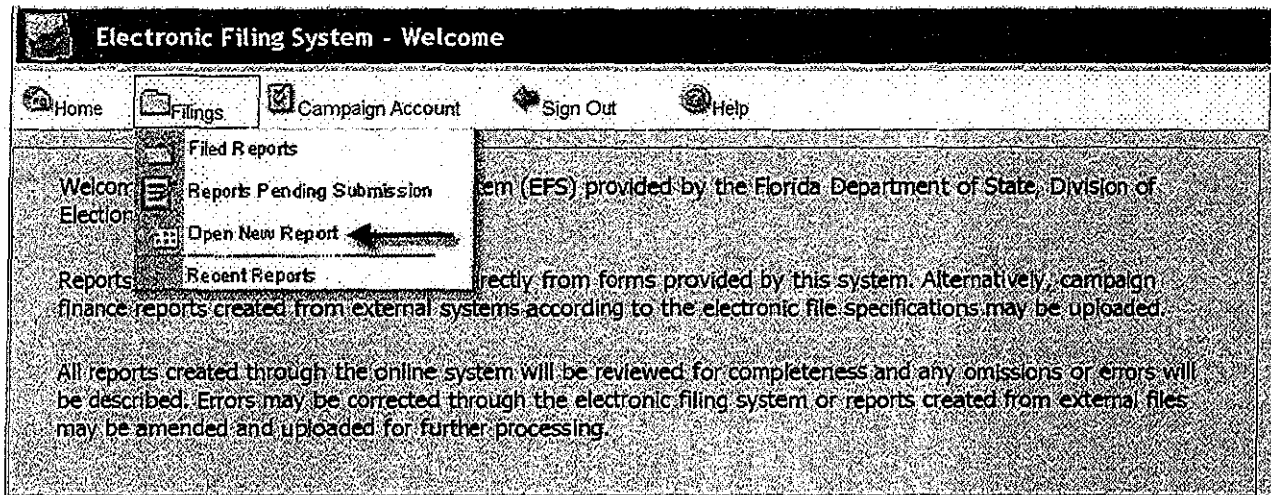 Electronic Filing System - Welcome
Home Filings Campaign Account Sign Out Help
Filed Reports
Reports Pending Submission
Open New Report
Recent Reports
(EFS) provided by the Florida Department of State, Division of
Reports directly from forms provided by this system. Alternatively, campaign
finance reports created from external systems according to the electronic file specifications may be uploaded.
All reports created through the online system will be reviewed for completeness and any omissions or errors will
be described. Errors may be corrected through the electronic filing system or reports created from external files
may be amended and uploaded for further processing.